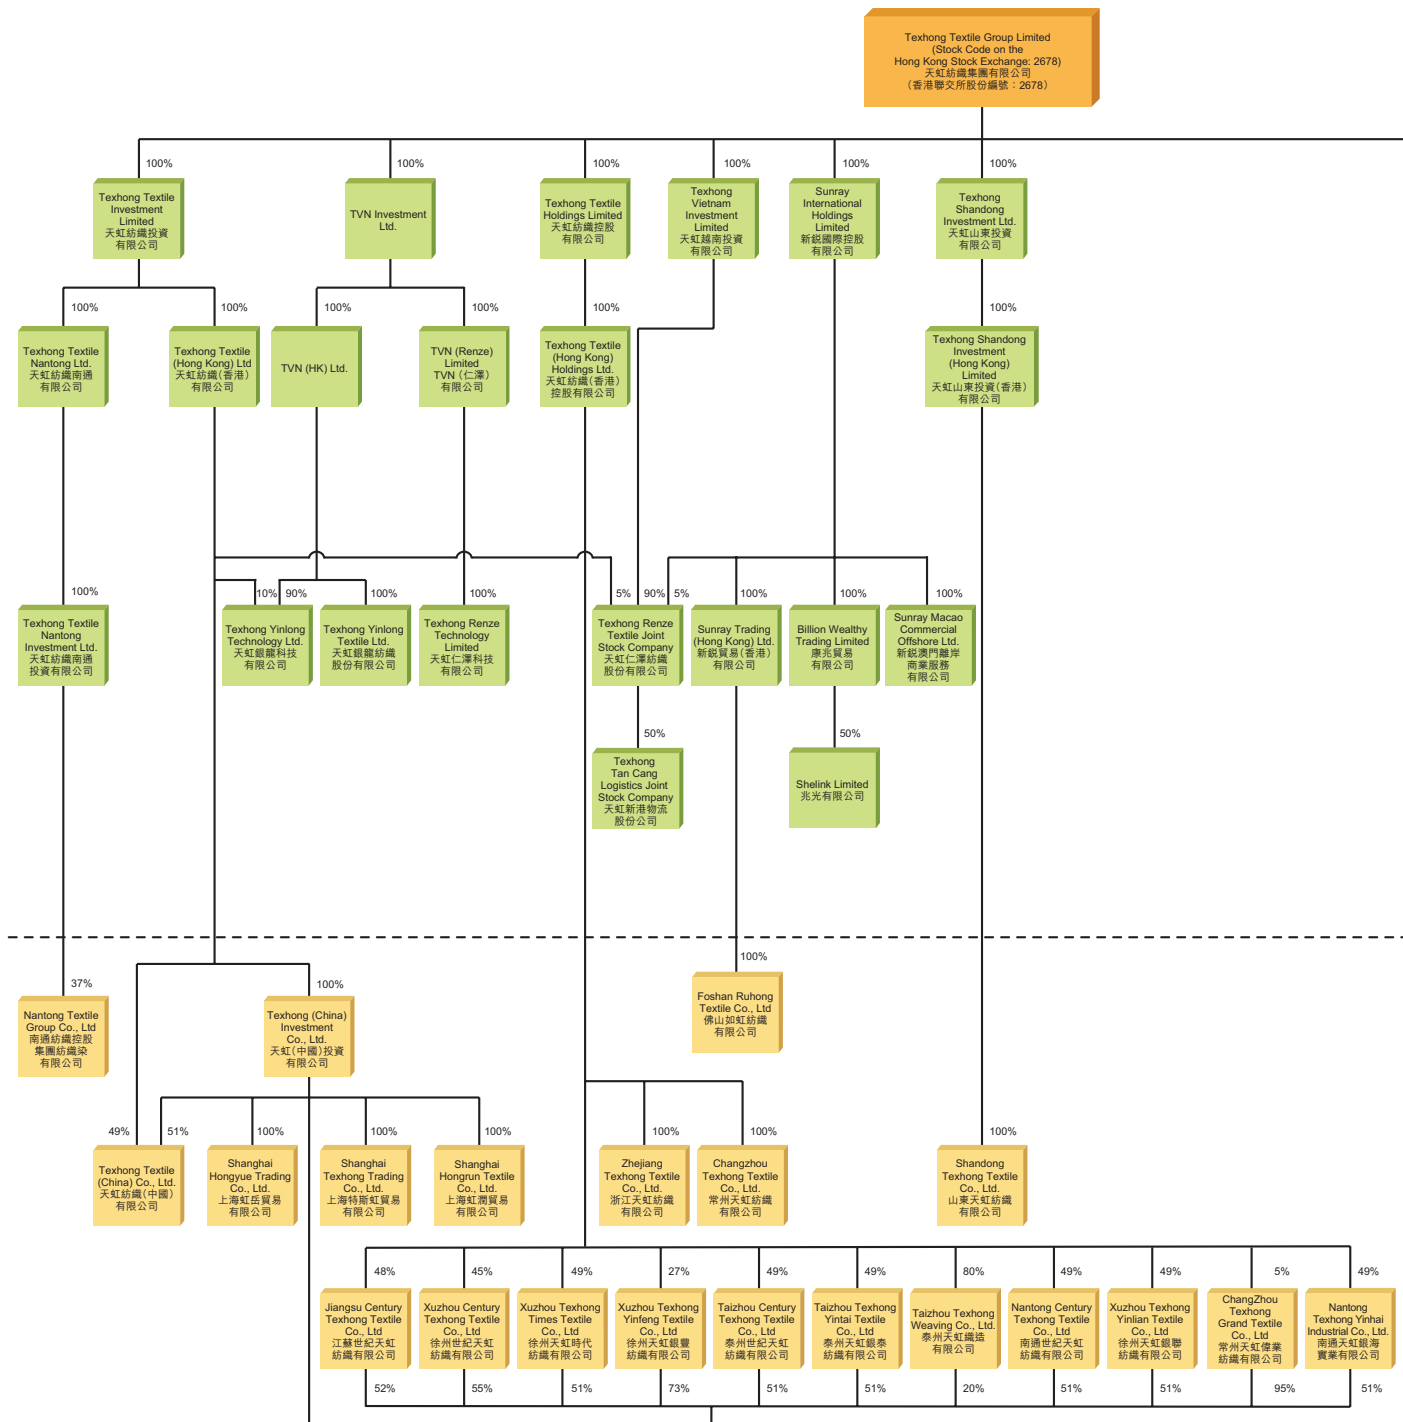 Texhong Textile Group Limited
(Stock Code on the
Hong Kong Stock Exchange: 2678)
天虹紡織集團有限公司
（香港聯交所股份編號：2678）
100%
100%
100%
100%
100%
100%
Texhong Textile
Investment
Limited
天虹紡織投資
有限公司
TVN Investment
Ltd.
Texhong Textile
Holdings Limited
天虹紡織控股
有限公司
Texhong
Vietnam
Investment
Limited
天虹越南投資
有限公司
Sunray
International
Holdings
Limited
新鋭國際控股
有限公司
Texhong
Shandong
Investment Ltd.
天虹山東投資
有限公司
100%
100%
100%
100%
100%
100%
Texhong Textile
Nantong Ltd.
天虹紡織南通
有限公司
Texhong Textile
(Hong Kong) Ltd
天虹紡織（香港）
有限公司
TVN (HK) Ltd.
TVN (Renze)
Limited
TVN（仁澤）
有限公司
Texhong Textile
(Hong Kong)
Holdings Ltd.
天虹紡織（香港）
控股有限公司
Texhong Shandong
Investment
(Hong Kong)
Limited
天虹山東投資（香港）
有限公司
100%
10%
90%
100%
100%
5%
90%
5%
100%
100%
100%
Texhong Textile
Nantong
Investment Ltd.
天虹紡織南通
投資有限公司
Texhong Yinlong
Technology Ltd.
天虹銀龍科技
有限公司
Texhong Yinlong
Textile Ltd.
天虹銀龍紡織
股份有限公司
Texhong Renze
Technology
Limited
天虹仁澤科技
有限公司
Texhong Renze
Textile Joint
Stock Company
天虹仁澤紡織
股份有限公司
Sunray Trading
(Hong Kong) Ltd.
新鋭貿易（香港）
有限公司
Billion Wealthy
Trading Limited
康兆貿易
有限公司
Sunray Macao
Commercial
Offshore Ltd.
新鋭澳門離岸
商業服務
有限公司
50%
50%
Texhong
Tan Cang
Logistics Joint
Stock Company
天虹新港物流
股份公司
Shelink Limited
兆光有限公司
37%
100%
100%
Nantong Textile
Group Co., Ltd
南通紡織控股
集團紡織染
有限公司
Texhong (China)
Investment
Co., Ltd.
天虹（中國）投資
有限公司
Foshan Ruhong
Textile Co., Ltd
佛山如虹紡織
有限公司
49%
51%
100%
100%
100%
100%
100%
100%
Texhong Textile
(China) Co., Ltd.
天虹紡織（中國）
有限公司
Shanghai
Hongyue Trading
Co., Ltd.
上海虹岳貿易
有限公司
Shanghai
Texhong Trading
Co., Ltd.
上海特斯虹貿易
有限公司
Shanghai
Hongrun Textile
Co., Ltd.
上海虹潤貿易
有限公司
Zhejiang
Texhong Textile
Co., Ltd.
浙江天虹紡織
有限公司
Changzhou
Texhong Textile
Co., Ltd.
常州天虹紡織
有限公司
Shandong
Texhong Textile
Co., Ltd.
山東天虹紡織
有限公司
48%
45%
49%
27%
49%
49%
80%
49%
49%
5%
49%
Jiangsu Century
Texhong Textile
Co., Ltd
江蘇世紀天虹
紡織有限公司
Xuzhou Century
Texhong Textile
Co., Ltd
徐州世紀天虹
紡織有限公司
Xuzhou Texhong
Times Textile
Co., Ltd
徐州天虹時代
紡織有限公司
Xuzhou Texhong
Yinfeng Textile
Co., Ltd
徐州天虹銀豐
紡織有限公司
Taizhou Century
Texhong Textile
Co., Ltd
泰州世紀天虹
紡織有限公司
Taizhou Texhong
Yintai Textile
Co., Ltd
泰州天虹銀泰
紡織有限公司
Taizhou Texhong
Weaving Co., Ltd.
泰州天虹織造
有限公司
Nantong Century
Texhong Textile
Co., Ltd
南通世紀天虹
紡織有限公司
Xuzhou Texhong
Yinlian Textile
Co., Ltd
徐州天虹銀聯
紡織有限公司
ChangZhou
Texhong
Grand Textile
Co., Ltd
常州天虹偉業
紡織有限公司
Nantong
Texhong Yinhai
Industrial Co., Ltd.
南通天虹銀海
實業有限公司
52%
55%
51%
73%
51%
51%
20%
51%
51%
95%
51%